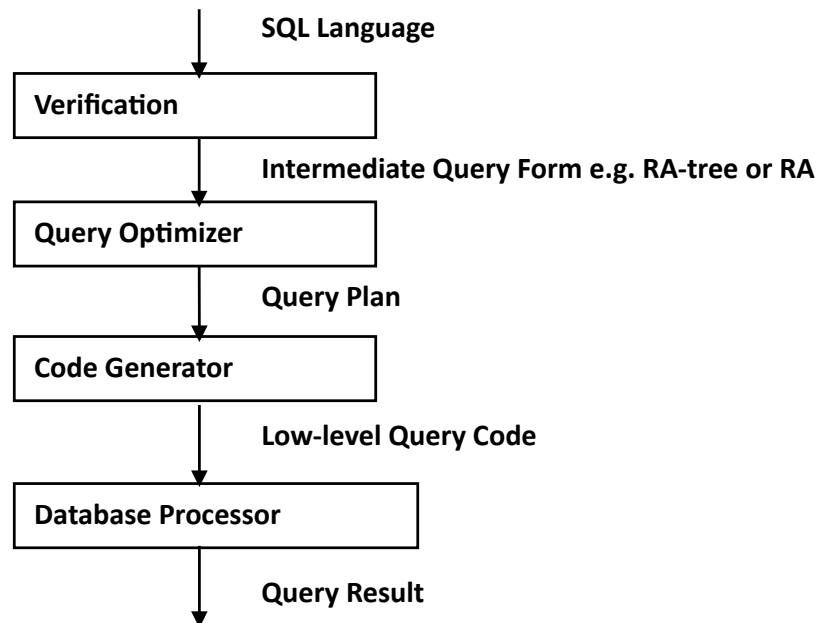 SQL Language
Verification
Intermediate Query Form e.g. RA-tree or RA
Query Optimizer
Query Plan
Code Generator
Low-level Query Code
Database Processor
Query Result